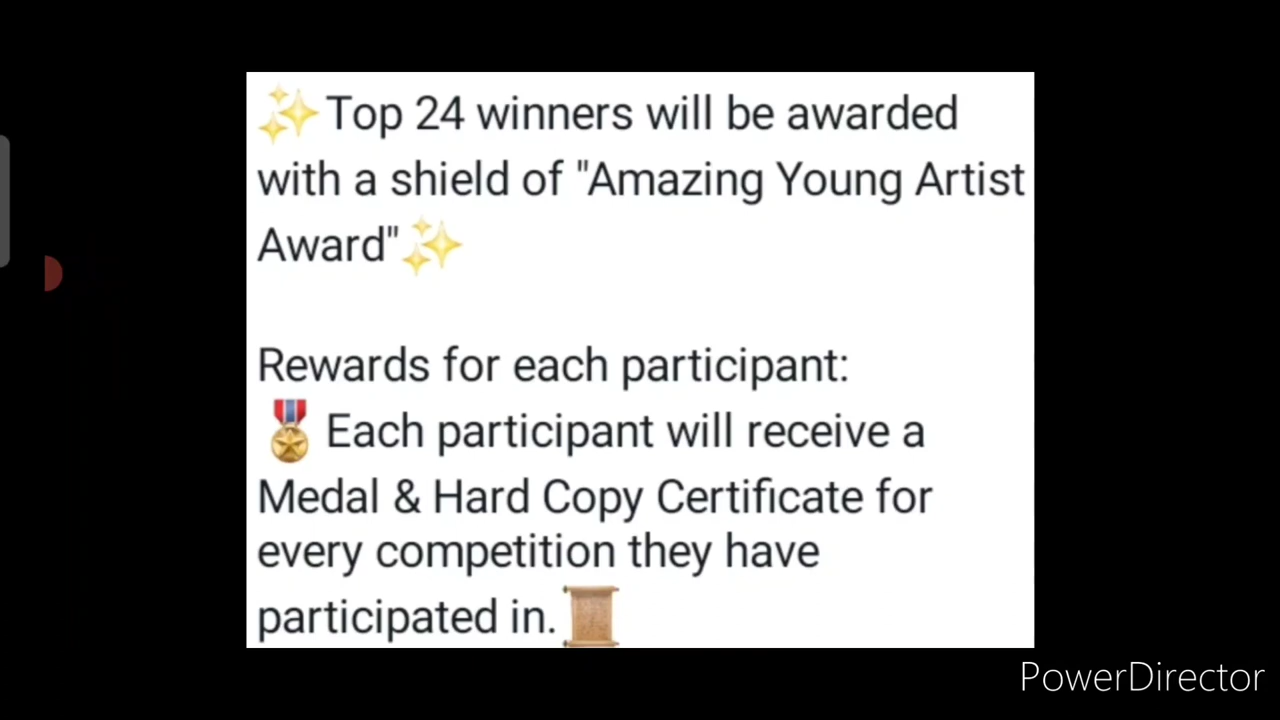 ✨Top 24 winners will be awarded
with a shield of "Amazing Young Artist
Award"✨
Rewards for each participant:
🎖 Each participant will receive a
Medal & Hard Copy Certificate for
every competition they have
participated in.📜
PowerDirector